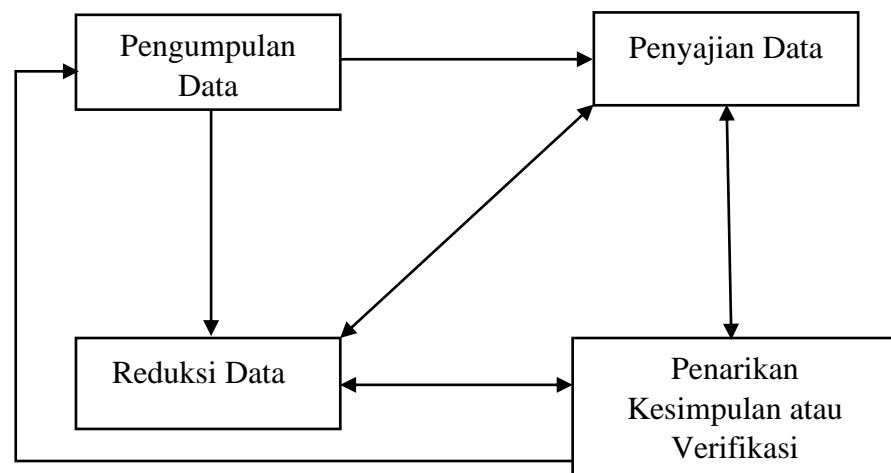 Pengumpulan
Data
Penyajian Data
Reduksi Data
Penarikan
Kesimpulan atau
Verifikasi